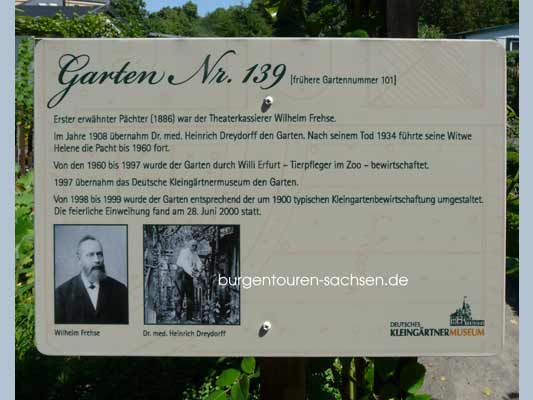 Garten Nr. 139 [frühere Gartennummer 101]
Erster erwähnter Pächter (1886) war der Theaterkassierer Wilhelm Frehse.
Im Jahre 1908 übernahm Dr. med. Heinrich Dreydorff den Garten. Nach seinem Tod 1934 führte seine Witwe
Helene die Pacht bis 1960 fort.
Von den 1960 bis 1997 wurde der Garten durch Willi Erfurt – Tierpfleger im Zoo – bewirtschaftet.
1997 übernahm das Deutsche Kleingärtnermuseum den Garten.
Von 1998 bis 1999 wurde der Garten entsprechend der um 1900 typischen Kleingartenbewirtschaftung umgestaltet.
Die feierliche Einweihung fand am 28. Juni 2000 statt.
burgentouren-sachsen.de
Wilhelm Frehse
Dr. med. Heinrich Dreydorff
DEUTSCHES
KLEINGÄRTNERMUSEUM